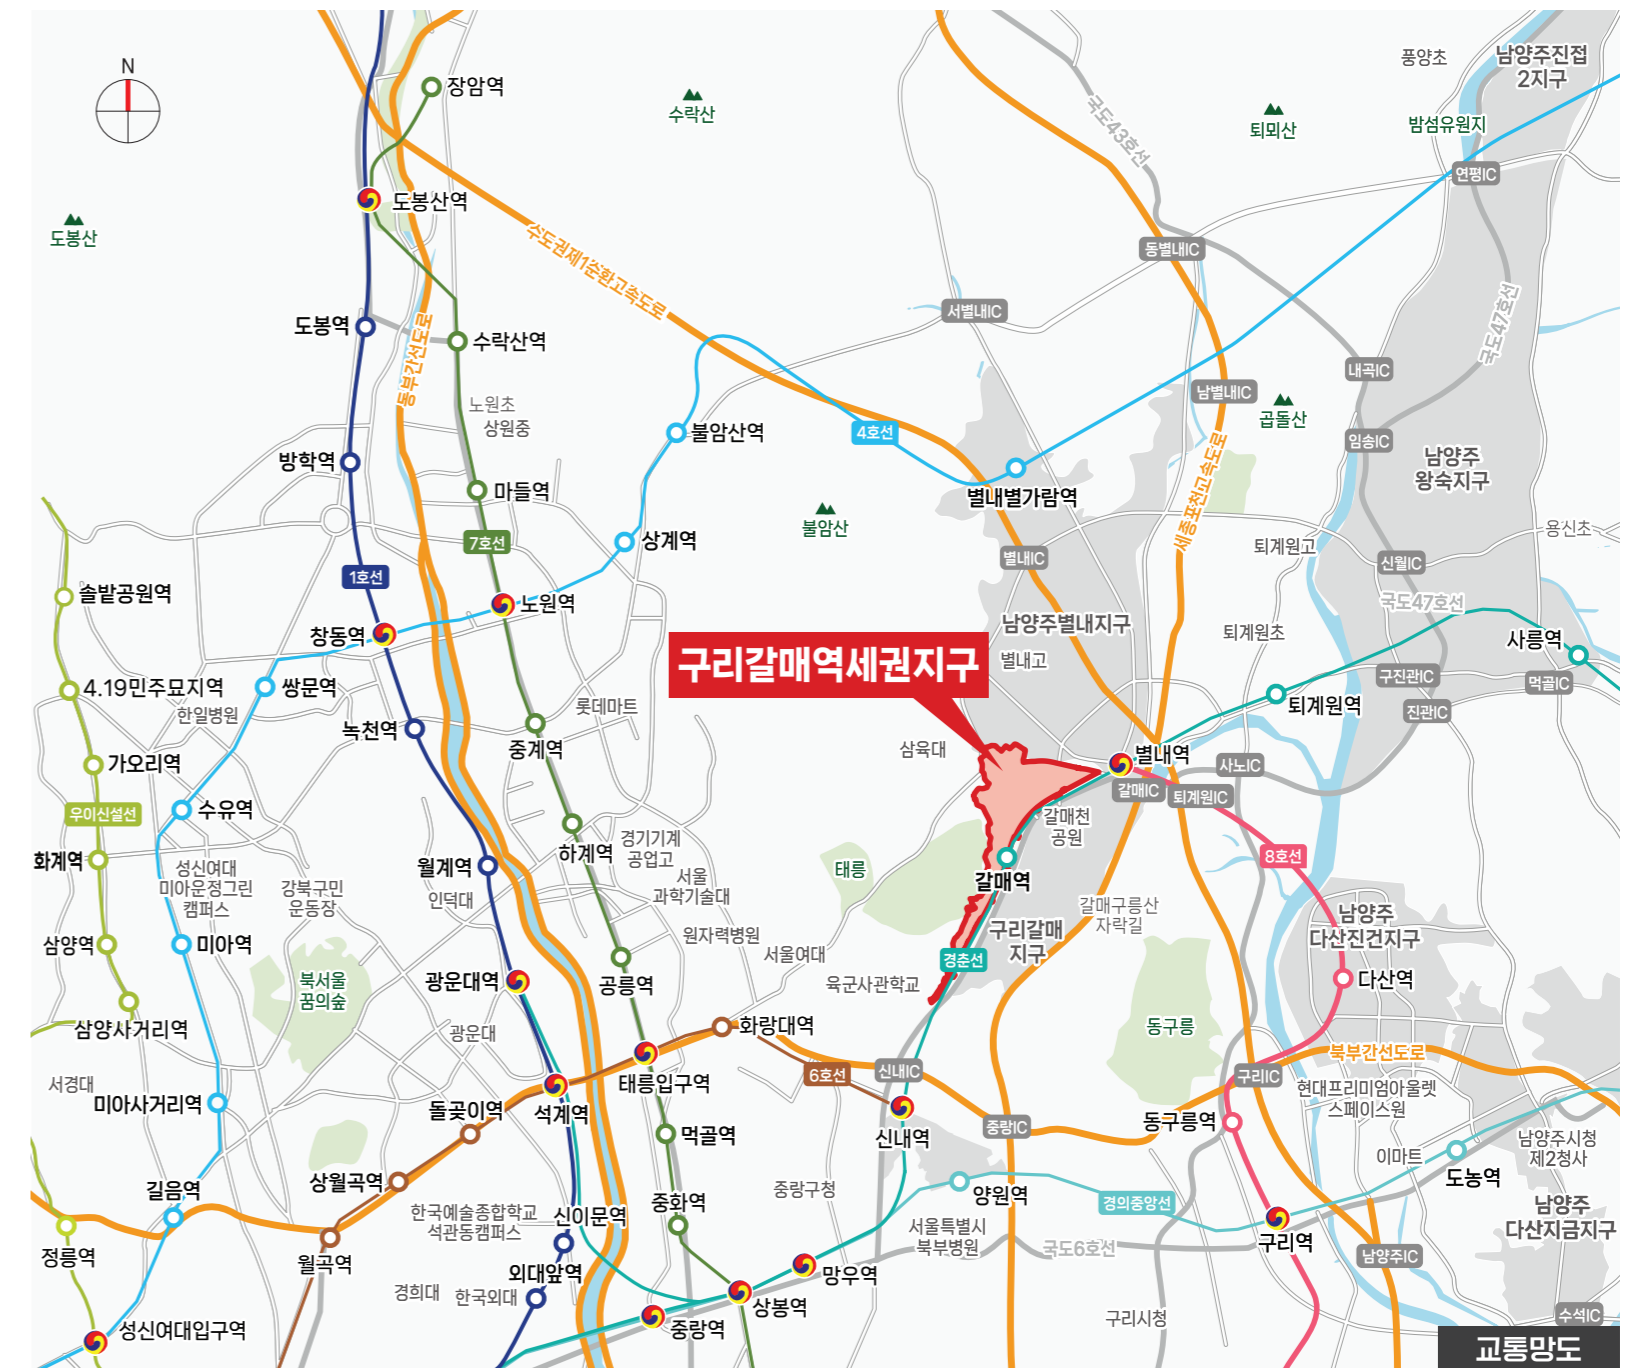 N
장암역
수락산
퇴뫼산
풍양초
남양주진접
2지구
밤섬유원지
국도43호선
연평IC
도봉산역
도봉산
수도권제1순환고속도로
동별내IC
서별내IC
국도47호선
도봉역
수락산역
동부간선도로
내곡IC
남별내IC
곱돌산
노원초
상원중
불암산역
4호선
임송IC
방학역
별내별가람역
남양주
왕숙지구
마들역
세종포천고속도로
불암산
용신초
7호선
상계역
별내IC
퇴계원고
신월IC
1호선
솔밭공원역
노원역
국도47호선
창동역
남양주별내지구
퇴계원초
사릉역
구리갈매역세권지구
별내고
4.19민주묘지역
쌍문역
구진관IC
먹골IC
한일병원
롯데마트
퇴계원역
진관IC
녹천역
중계역
삼육대
별내역
가오리역
사노IC
갈매IC
퇴계원IC
수유역
우이신설선
갈매천
공원
하계역
경기기계
공업고
화계역
월계역
8호선
성신여대
미아운정그린
캠퍼스
강북구민
운동장
인덕대
서울
과학기술대
태릉
갈매역
갈매구릉산
자락길
남양주
다산진건지구
삼양역
미아역
원자력병원
서울여대
구리갈매
지구
경춘선
북서울
꿈의숲
광운대역
공릉역
육군사관학교
다산역
삼양사거리역
광운대
화랑대역
동구릉
북부간선도로
서경대
태릉입구역
6호선
신내IC
구리IC
현대프리미엄아울렛
스페이스원
미아사거리역
돌곶이역
석계역
신내역
중랑IC
동구릉역
먹골역
남양주시청
제2청사
이마트
도농역
상월곡역
길음역
중랑구청
양원역
경의중앙선
중화역
한국예술종합학교
석관동캠퍼스
신이문역
서울특별시
북부병원
국도6호선
구리역
남양주
다산지금지구
정릉역
월곡역
외대앞역
망우역
남양주IC
경희대
한국외대
상봉역
구리시청
수석IC
성신여대입구역
중랑역
교통망도